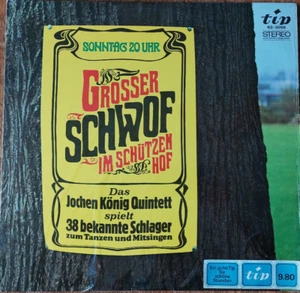 SONNTAG 20 UHR
GROSSER
SCHWOF
IM SCHÜTZEN
HOF
Das
Jochen König Quintett
spielt
38 bekannte Schlager
zum Tanzen und Mitsingen
tip
STEREO
tip
9.80